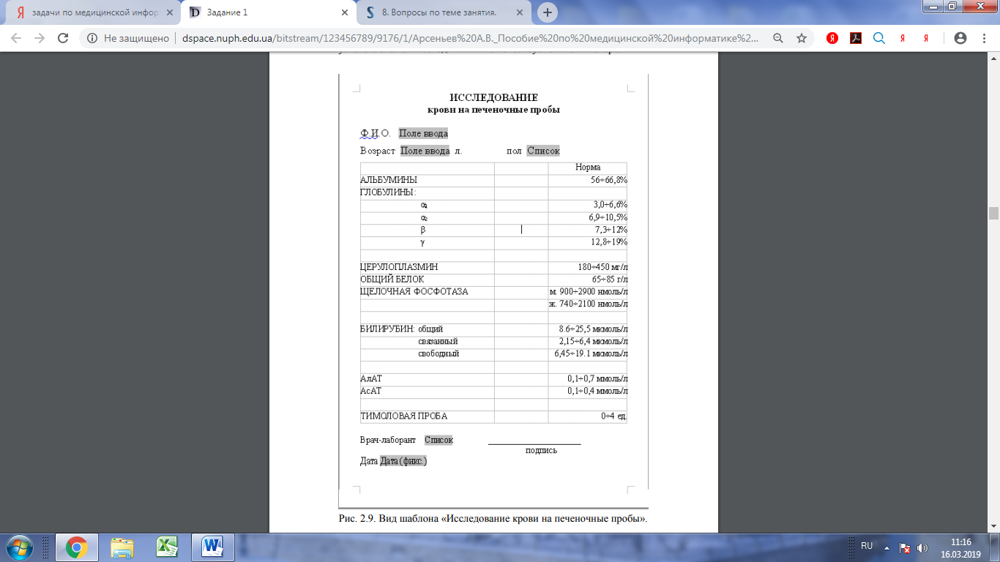 задачи по медицинской инфор
Задание 1
8. Вопросы по теме занятия.
Не защищено
dspace.nuph.edu.ua/bitstream/123456789/9176/1/Арсеньев%20А.В._Пособие%20по%20медицинской%20информатике%2...
ИССЛЕДОВАНИЕ
крови на печеночные пробы
Ф.И.О. Поле ввода
Возраст Поле ввода л. пол Список
Норма
АЛЬБУМИНЫ 56÷66,8%
ГЛОБУЛИНЫ:
α₁ 3,0÷6,6%
α₂ 6,9÷10,5%
β 7,3÷12%
γ 12,8÷19%
ЦЕРУЛОПЛАЗМИН 180÷450 мг/л
ОБЩИЙ БЕЛОК 65÷85 г/л
ЩЕЛОЧНАЯ ФОСФОТАЗА м. 900÷2900 нмоль/л
ж. 740÷2100 нмоль/л
БИЛИРУБИН: общий 8.6÷25,5 мкмоль/л
связанный 2,15÷6,4 мкмоль/л
свободный 6,45÷19.1 мкмоль/л
АлАТ 0,1÷0,7 ммоль/л
АсАТ 0,1÷0,4 ммоль/л
ТИМОЛОВАЯ ПРОБА 0÷4 ед.
Врач-лаборант Список
подпись
Дата Дата (фикс.)
Рис. 2.9. Вид шаблона «Исследование крови на печеночные пробы».
RU
11:16
16.03.2019